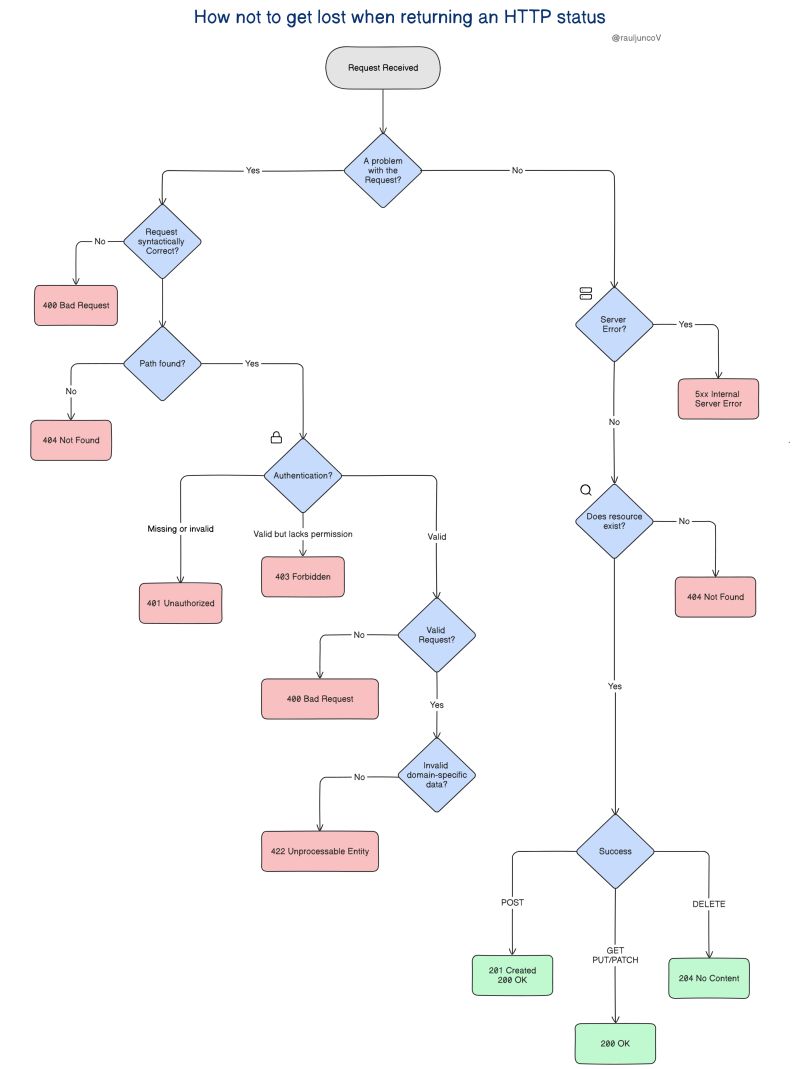 How not to get lost when returning an HTTP status
@rauljuncoV
Request Received
A problem
with the
Request?
Yes
No
Request
syntactically
Correct?
No
400 Bad Request
Server
Error?
Yes
5xx Internal
Server Error
Path found?
No
Yes
404 Not Found
No
Authentication?
Missing or invalid
Valid but lacks permission
Valid
401 Unauthorized
403 Forbidden
Does resource
exist?
No
404 Not Found
Valid
Request?
No
400 Bad Request
Yes
Yes
Invalid
domain-specific
data?
No
422 Unprocessable Entity
Success
POST
GET
PUT/PATCH
DELETE
201 Created
200 OK
200 OK
204 No Content